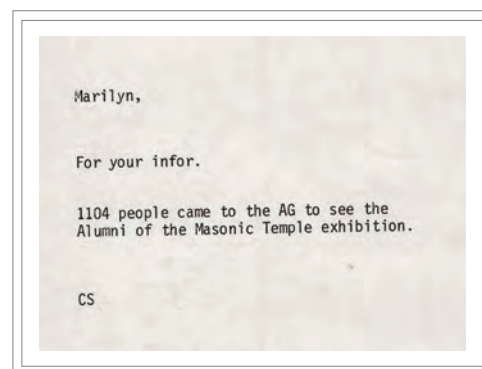 Marilyn,
For your infor.
1104 people came to the AG to see the
Alumni of the Masonic Temple exhibition.
CS